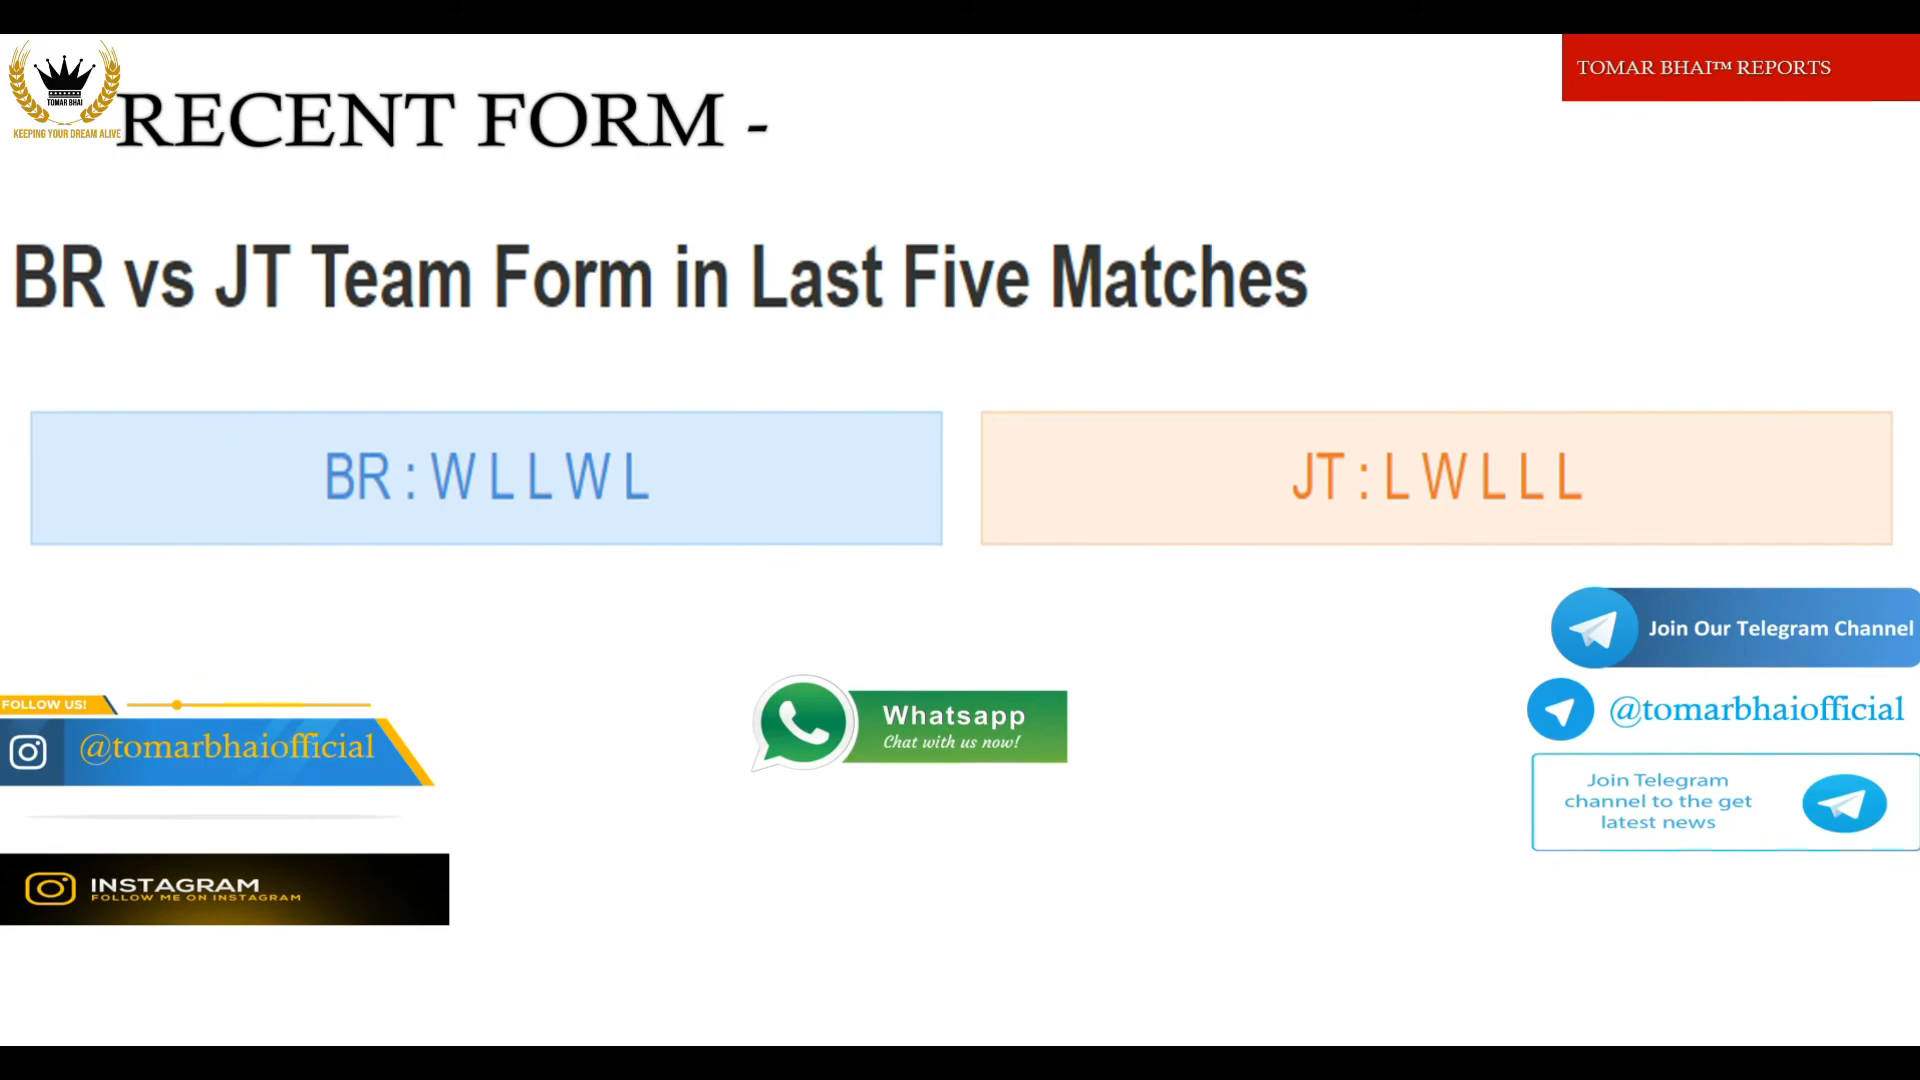 TOMAR BHAI
KEEPING YOUR DREAM ALIVE
RECENT FORM -
TOMAR BHAI™ REPORTS
BR vs JT Team Form in Last Five Matches
BR : W L L W L
JT : L W L L L
Join Our Telegram Channel
@tomarbhaiofficial
Join Telegram
channel to the get
latest news
FOLLOW US!
@tomarbhaiofficial
Whatsapp
Chat with us now!
INSTAGRAM
FOLLOW ME ON INSTAGRAM